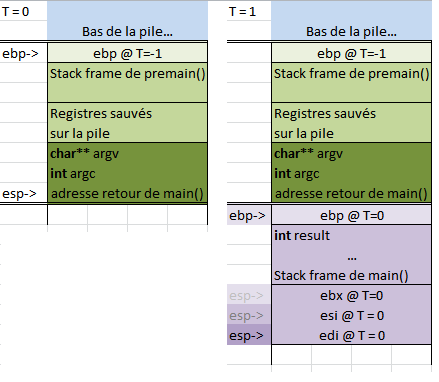 T = 0
Bas de la pile...
ebp->
ebp @ T=-1
Stack frame de premain()
Registres sauvés
sur la pile
char** argv
int argc
esp->
adresse retour de main()
T = 1
Bas de la pile...
ebp @ T=-1
Stack frame de premain()
Registres sauvés
sur la pile
char** argv
int argc
adresse retour de main()
ebp->
ebp @ T=0
int result
...
Stack frame de main()
esp->
ebx @ T=0
esp->
esi @ T = 0
esp->
edi @ T = 0